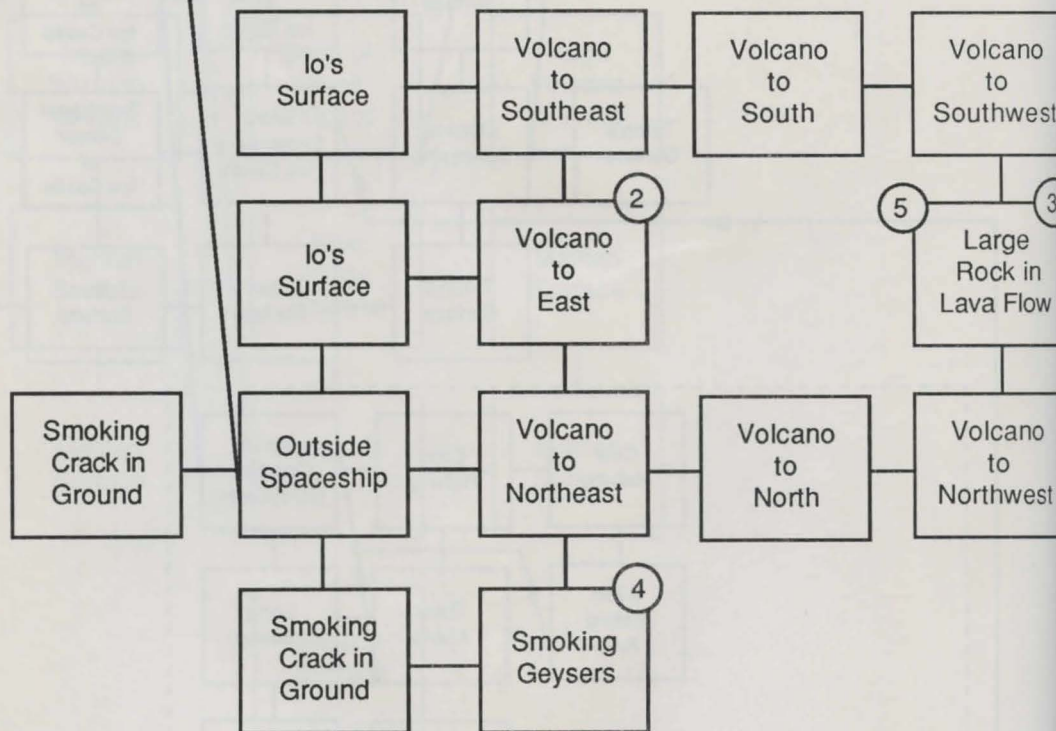 Io's
Surface
Volcano
to
Southeast
Volcano
to
South
Volcano
to
Southwest
Io's
Surface
2
Volcano
to
East
5
3
Large
Rock in
Lava Flow
Smoking
Crack in
Ground
Outside
Spaceship
Volcano
to
Northeast
Volcano
to
North
Volcano
to
Northwest
Smoking
Crack in
Ground
4
Smoking
Geysers